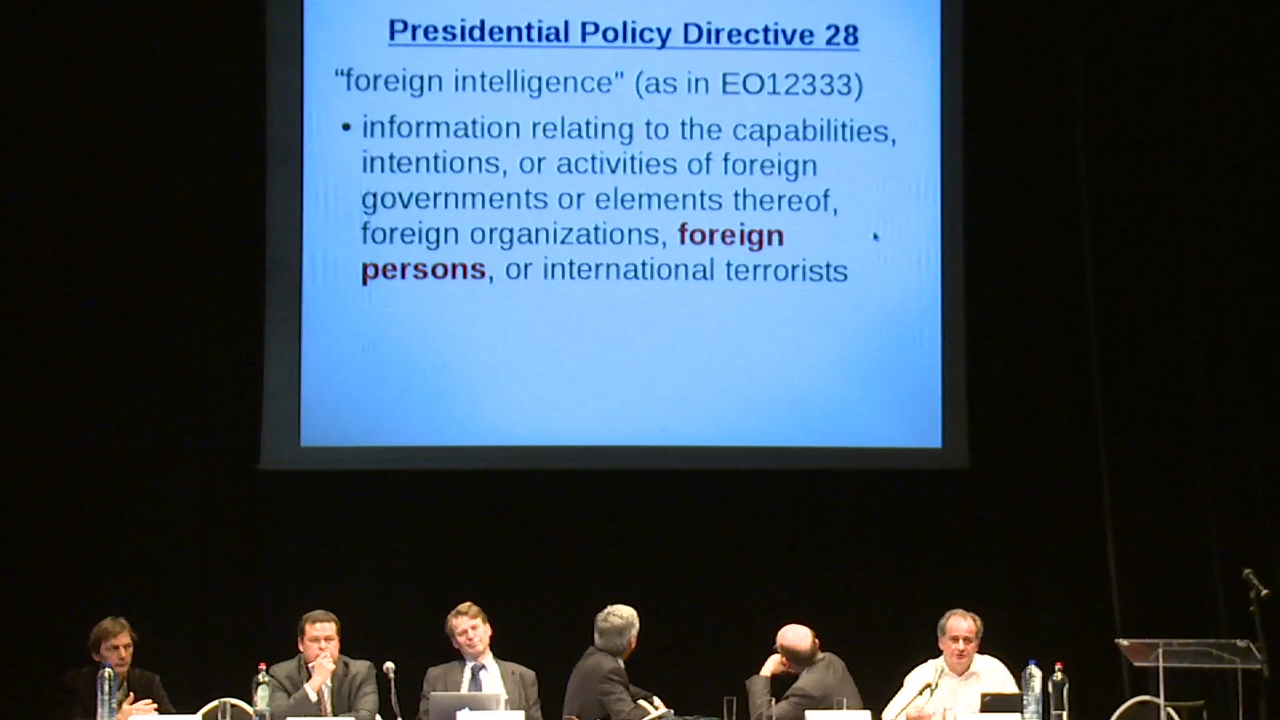 Presidential Policy Directive 28
“foreign intelligence" (as in EO12333)
• information relating to the capabilities,
intentions, or activities of foreign
governments or elements thereof,
foreign organizations, foreign
persons, or international terrorists